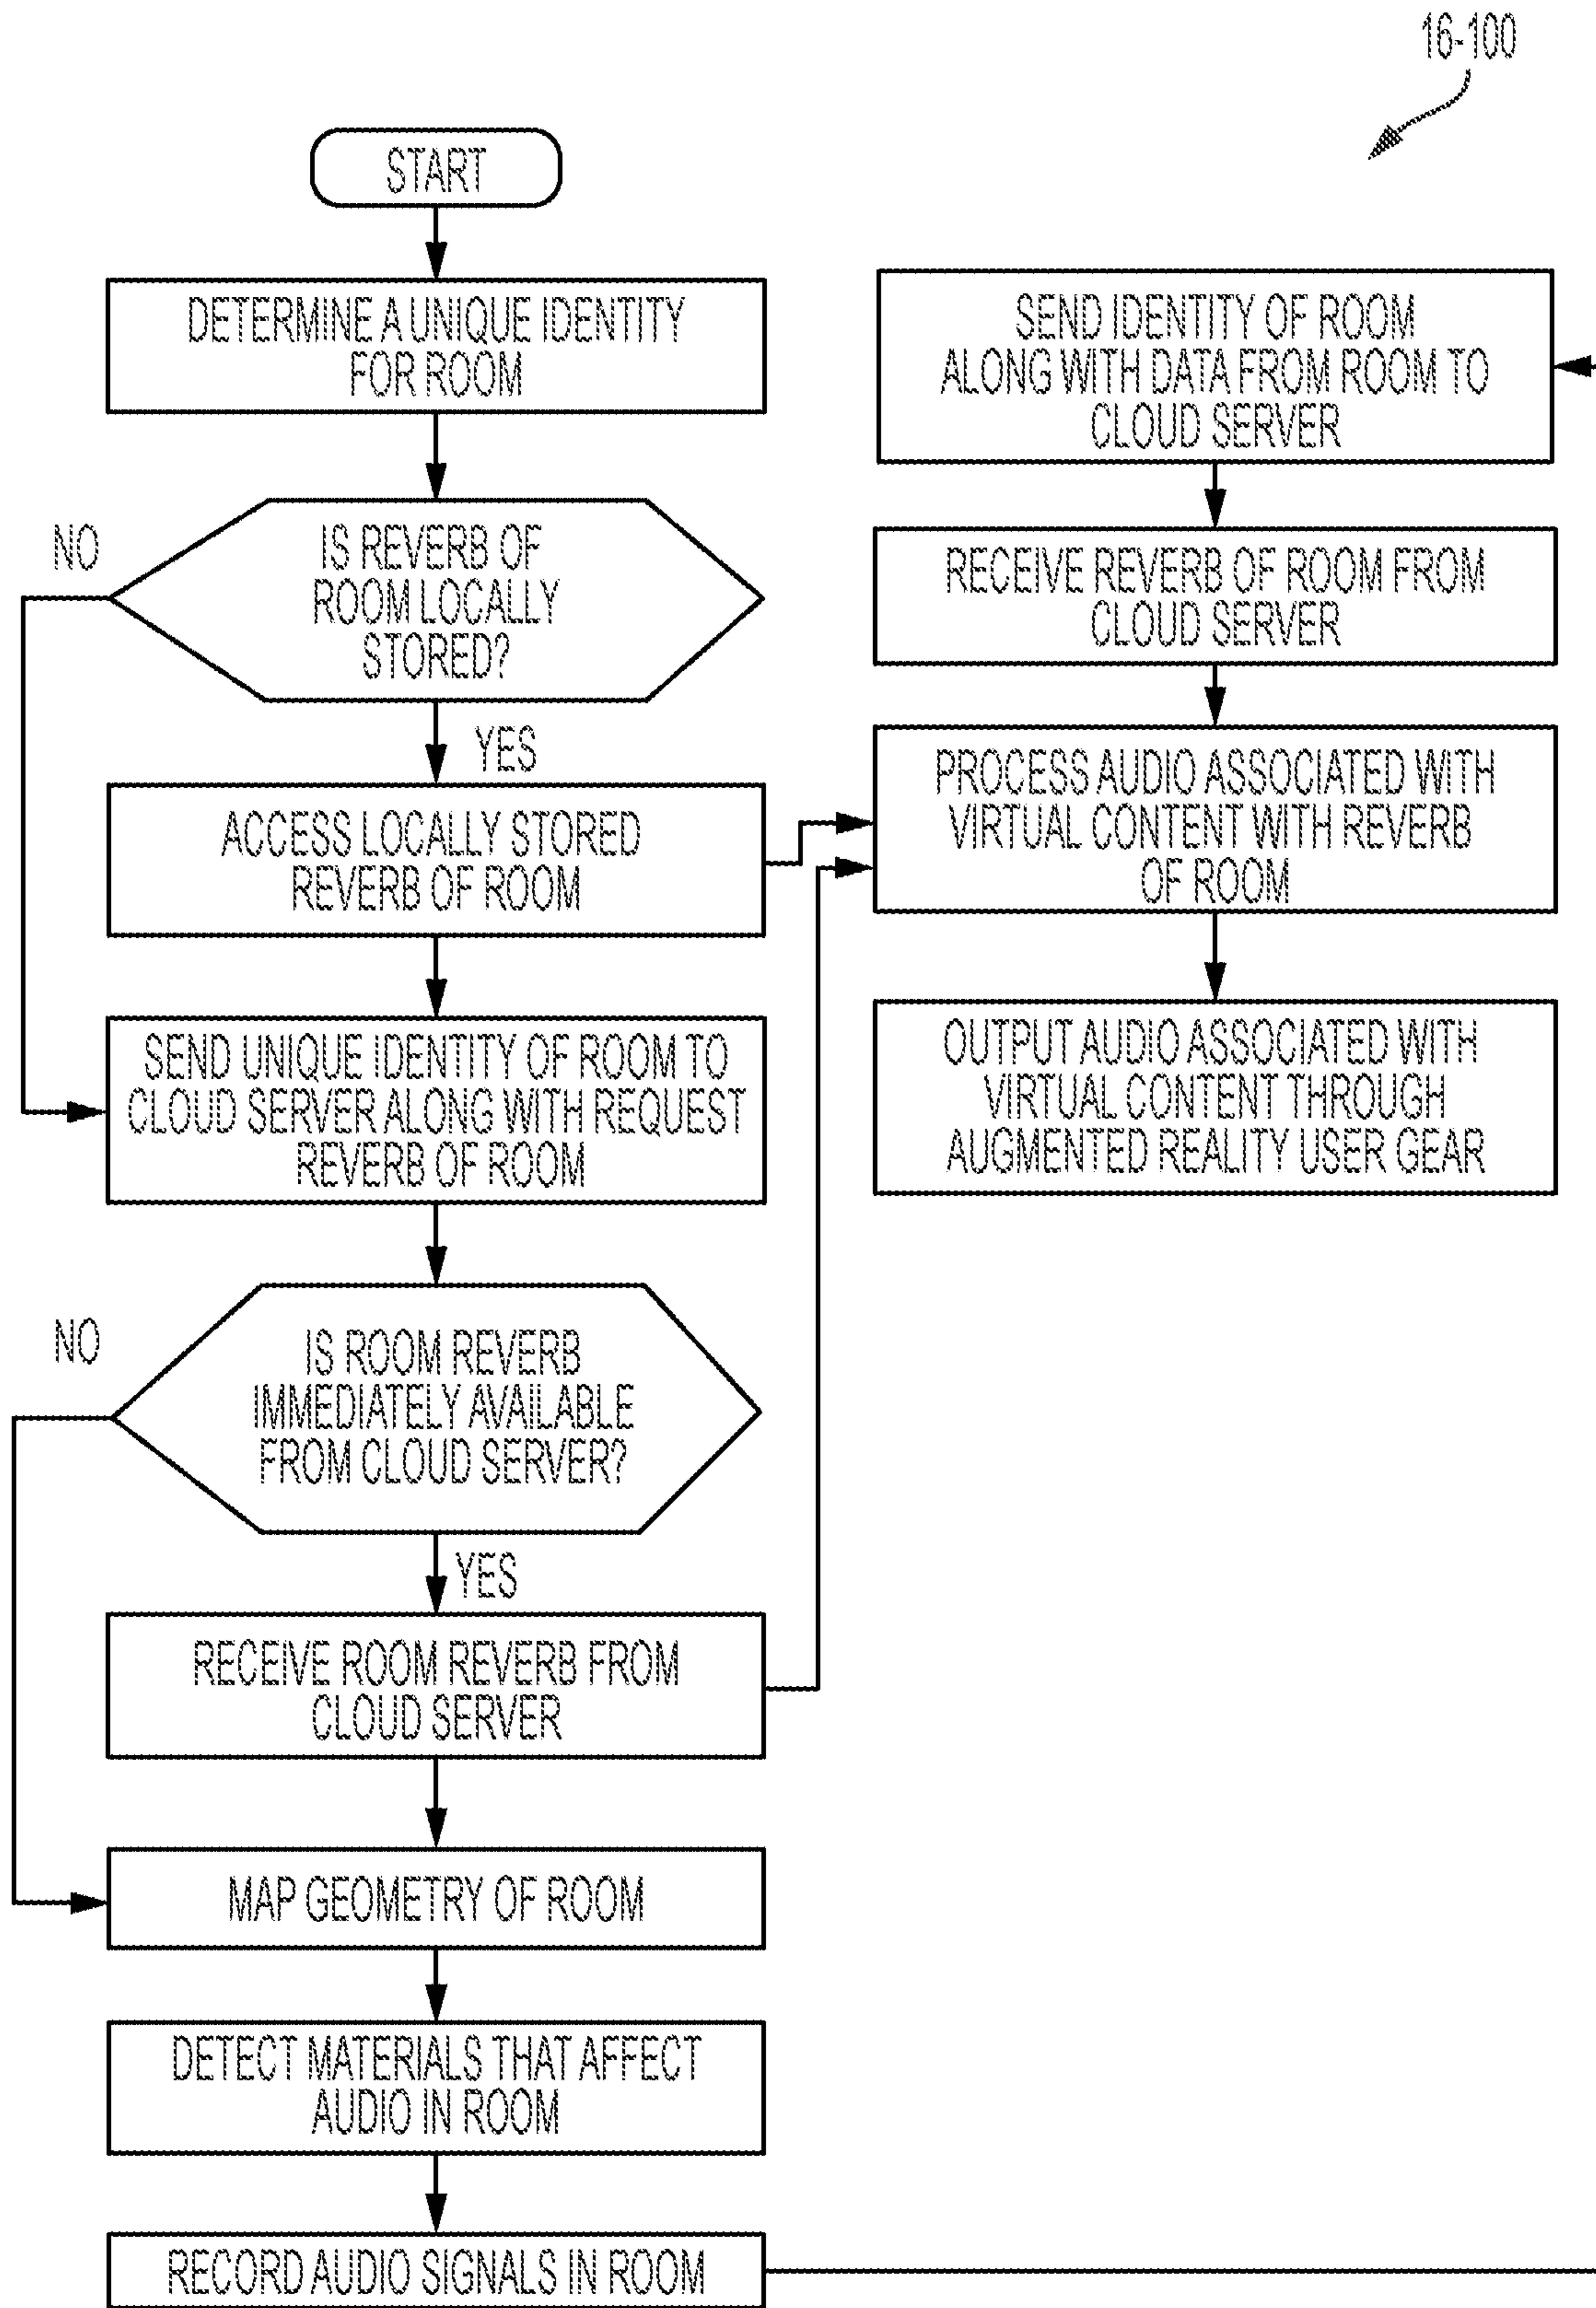 16-100
START
DETERMINE A UNIQUE IDENTITY
FOR ROOM
NO
IS REVERB OF
ROOM LOCALLY
STORED?
YES
ACCESS LOCALLY STORED
REVERB OF ROOM
SEND UNIQUE IDENTITY OF ROOM TO
CLOUD SERVER ALONG WITH REQUEST
REVERB OF ROOM
NO
IS ROOM REVERB
IMMEDIATELY AVAILABLE
FROM CLOUD SERVER?
YES
RECEIVE ROOM REVERB FROM
CLOUD SERVER
MAP GEOMETRY OF ROOM
DETECT MATERIALS THAT AFFECT
AUDIO IN ROOM
RECORD AUDIO SIGNALS IN ROOM
SEND IDENTITY OF ROOM
ALONG WITH DATA FROM ROOM TO
CLOUD SERVER
RECEIVE REVERB OF ROOM FROM
CLOUD SERVER
PROCESS AUDIO ASSOCIATED WITH
VIRTUAL CONTENT WITH REVERB
OF ROOM
OUTPUT AUDIO ASSOCIATED WITH
VIRTUAL CONTENT THROUGH
AUGMENTED REALITY USER GEAR